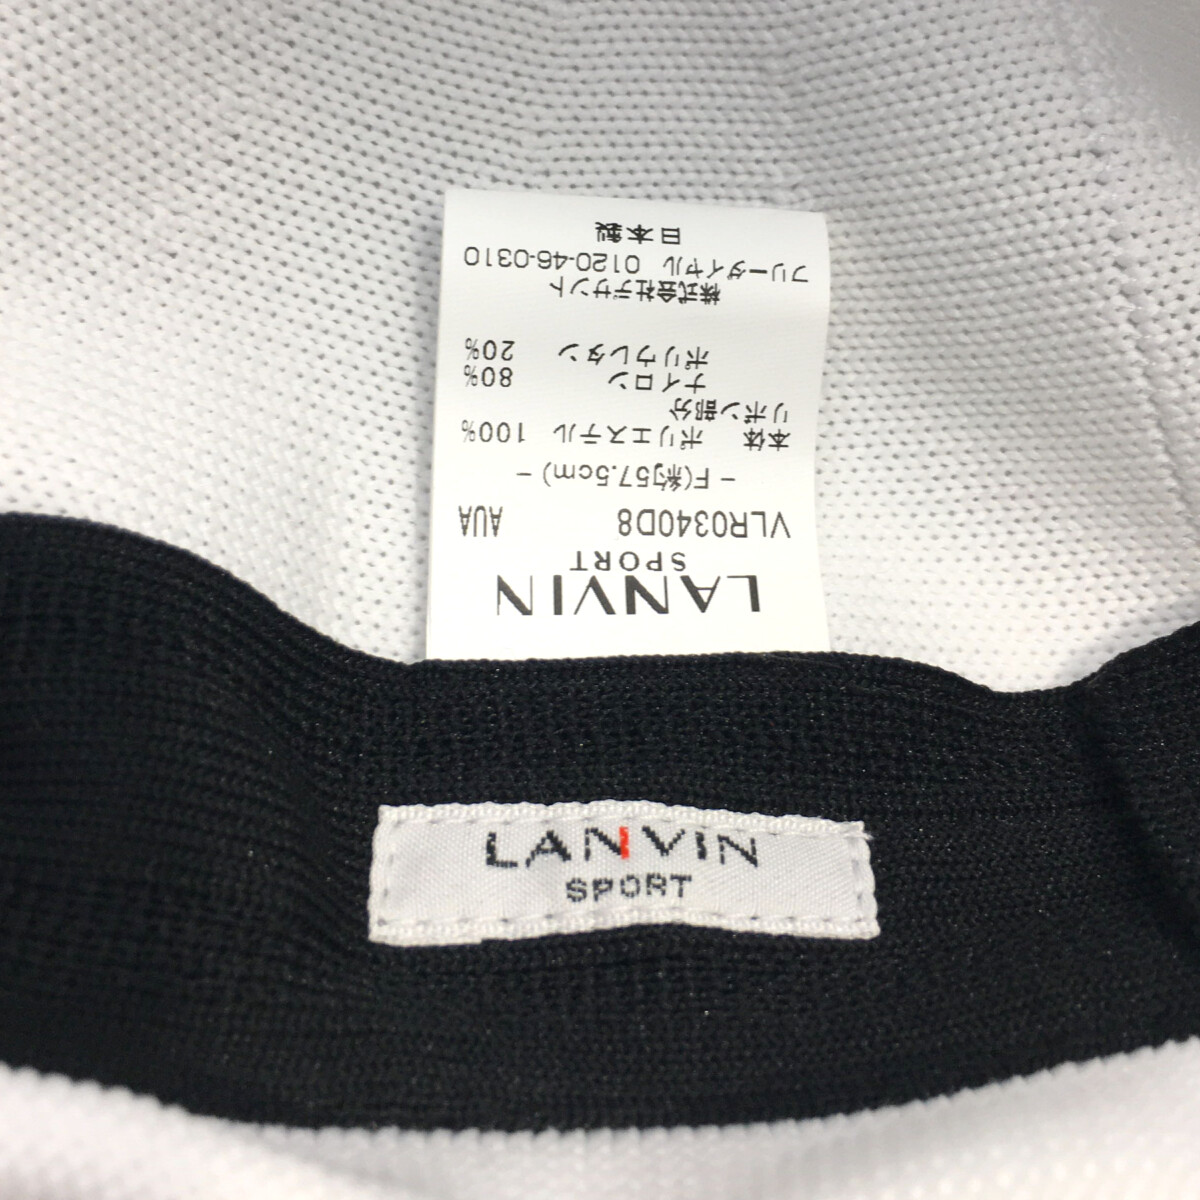 LANVIN
SPORT
VLR0340D8 AUA
- F(約57.5cm) -
本体 ポリエステル 100%
リボン部分
ナイロン 80%
ポリウレタン 20%
株式会社デサント
フリーダイヤル 0120-46-0310
日本製
LANVIN
SPORT